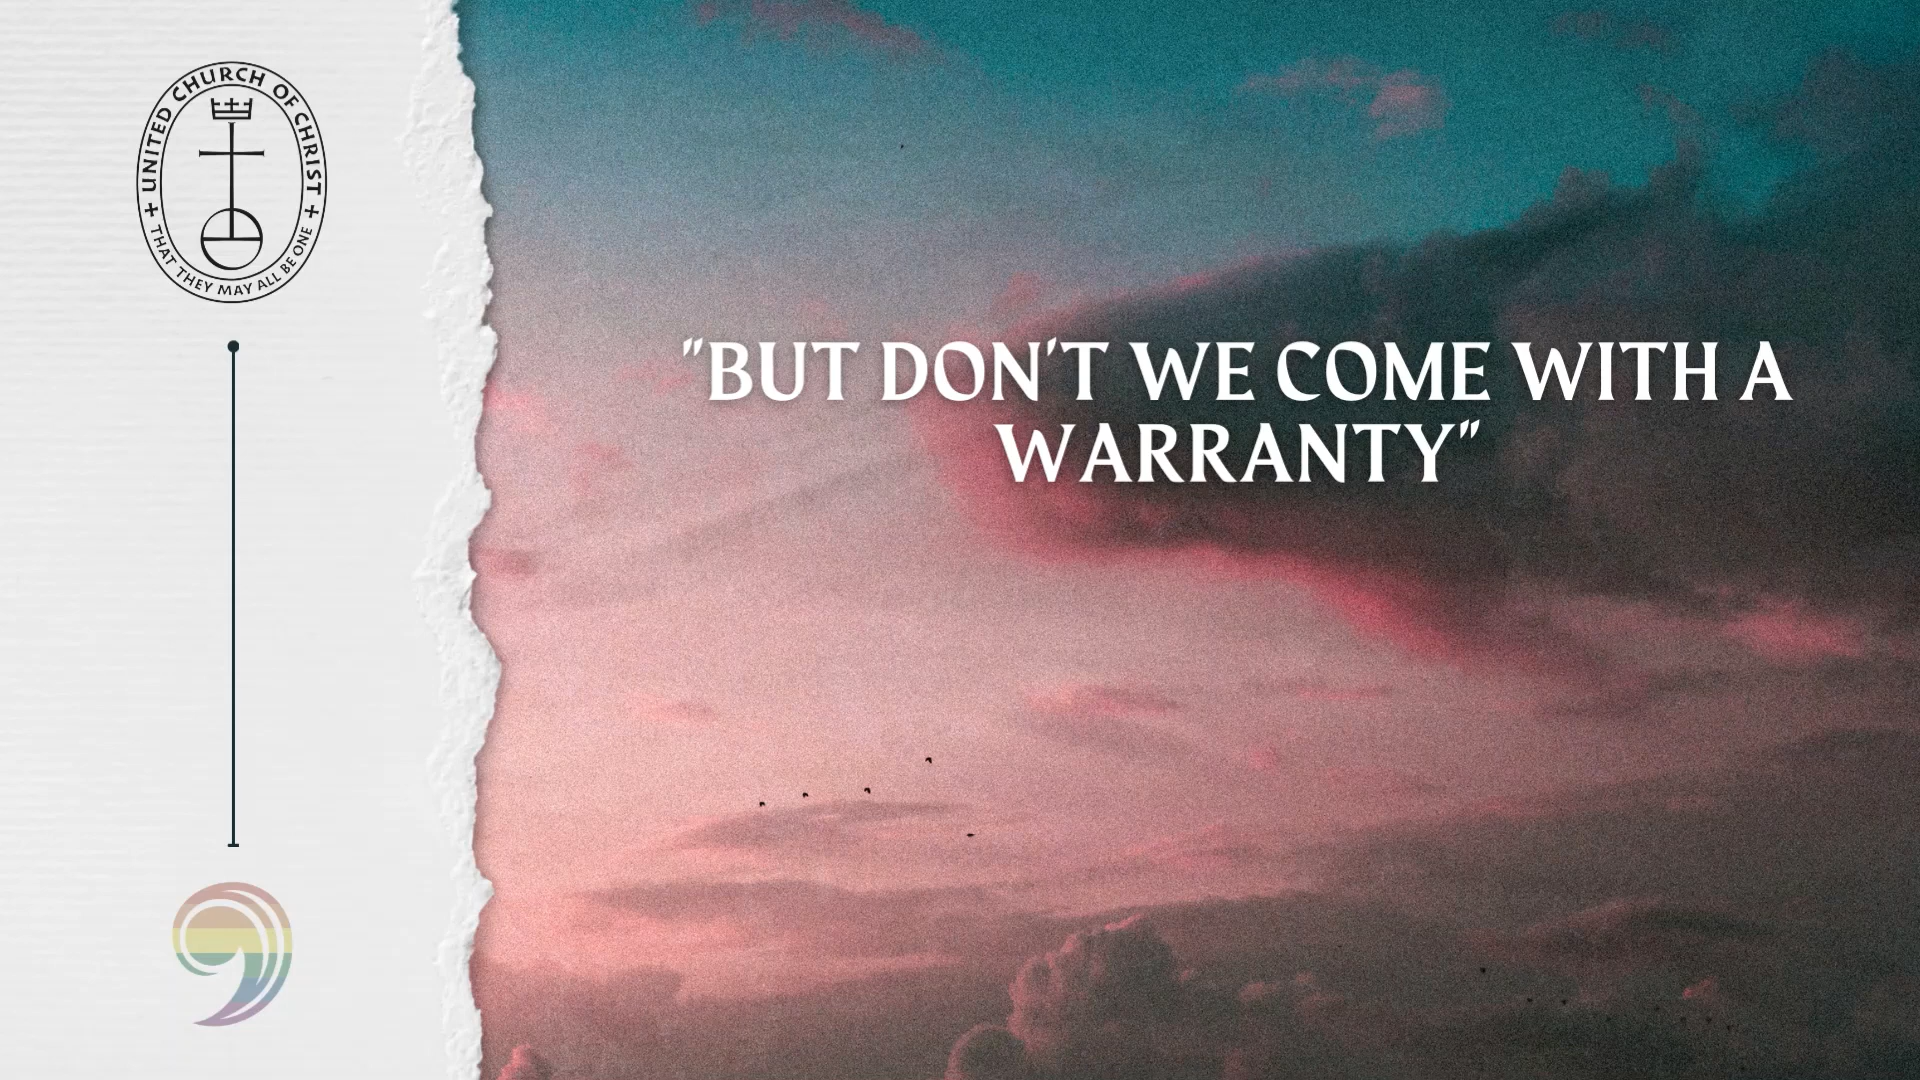 UNITED CHURCH OF CHRIST
THAT THEY MAY ALL BE ONE
"BUT DON'T WE COME WITH A
WARRANTY"